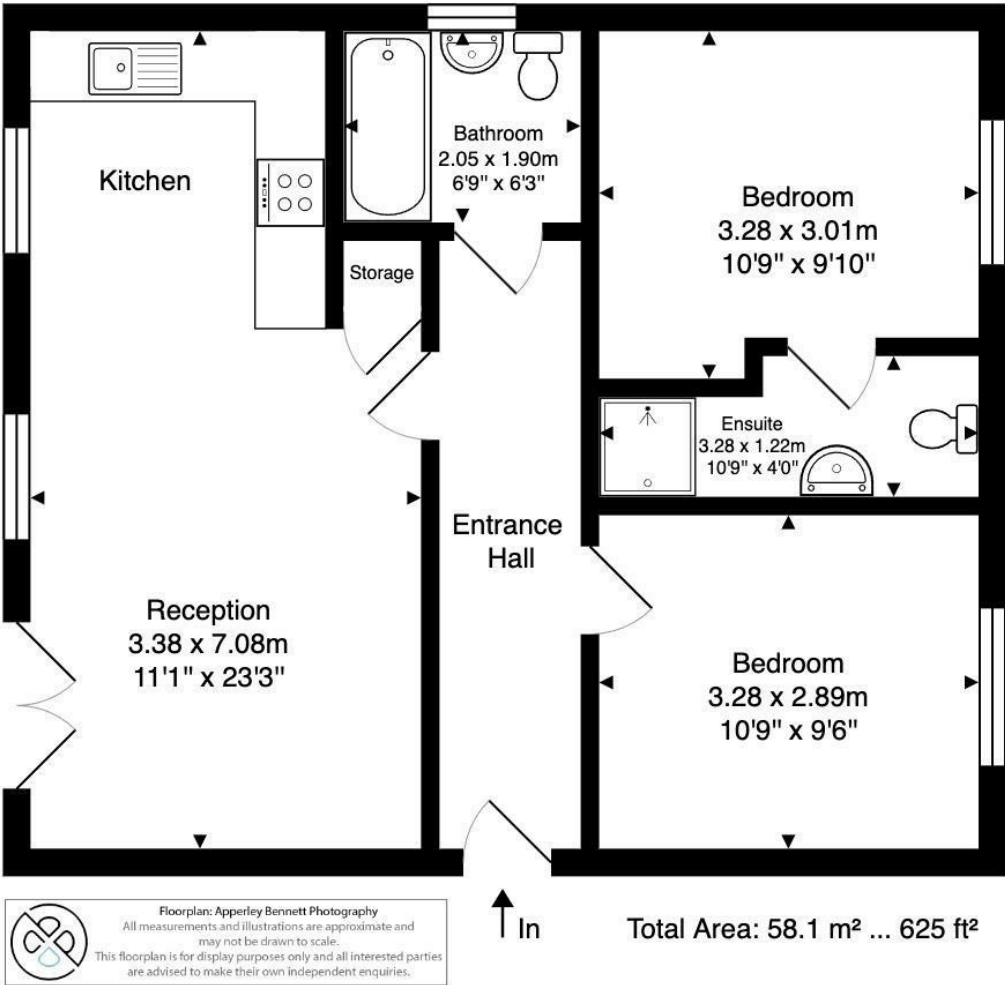 Kitchen
Bathroom
2.05 x 1.90m
6'9" x 6'3"
Bedroom
3.28 x 3.01m
10'9" x 9'10"
Storage
Ensuite
3.28 x 1.22m
10'9" x 4'0"
Entrance
Hall
Reception
3.38 x 7.08m
11'1" x 23'3"
Bedroom
3.28 x 2.89m
10'9" x 9'6"
Floorplan: Apperley Bennett Photography
All measurements and illustrations are approximate and
may not be drawn to scale.
This floorplan is for display purposes only and all interested parties
are advised to make their own independent enquiries.
In
Total Area: 58.1 m² ... 625 ft²